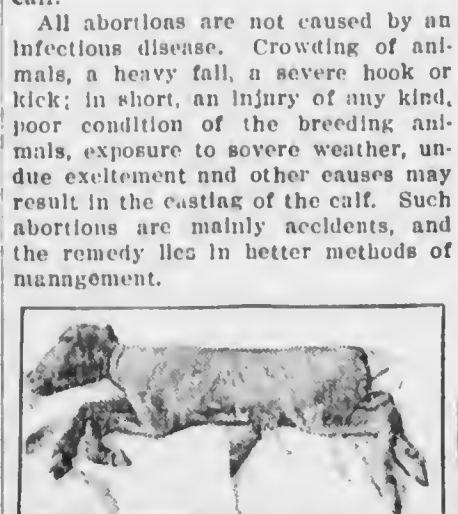 calf.
All abortions are not caused by an
infectious disease. Crowding of ani-
mals, a heavy fall, a severe hook or
kick; in short, an injury of any kind,
poor condition of the breeding ani-
mals, exposure to severe weather, un-
due excitement and other causes may
result in the casting of the calf. Such
abortions are mainly accidents, and
the remedy lies in better methods of
management.